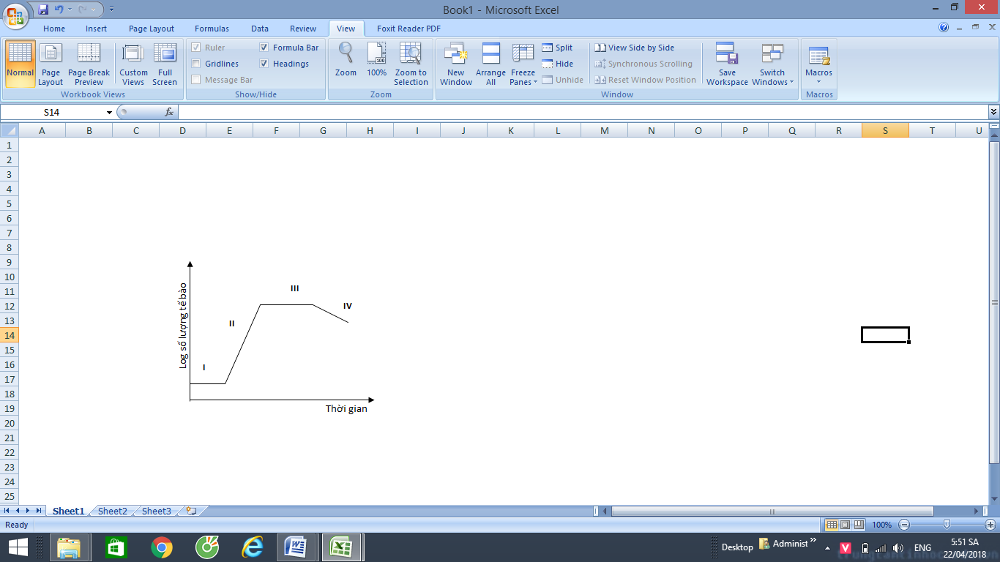 Book1 - Microsoft Excel
Home Insert Page Layout Formulas Data Review View Foxit Reader PDF
Normal Page Layout Page Break Preview Custom Views Full Screen
Workbook Views
Ruler Formula Bar
Gridlines Headings
Message Bar
Show/Hide
Zoom 100% Zoom to Selection
Zoom
New Window Arrange All Freeze Panes
Split View Side by Side
Hide Synchronous Scrolling
Unhide Reset Window Position
Save Workspace Switch Windows
Window
Macros
Macros
S14 fx
A B C D E F G H I J K L M N O P Q R S T U
1
2
3
4
5
6
7
8
9
10
11
12
13
14
15
16
17
18
19
20
21
22
23
24
25
Log số lượng tế bào
III
IV
II
I
Thời gian
Sheet1 Sheet2 Sheet3
Ready 100%
Desktop Administ ENG 5:51 SA
22/04/2018